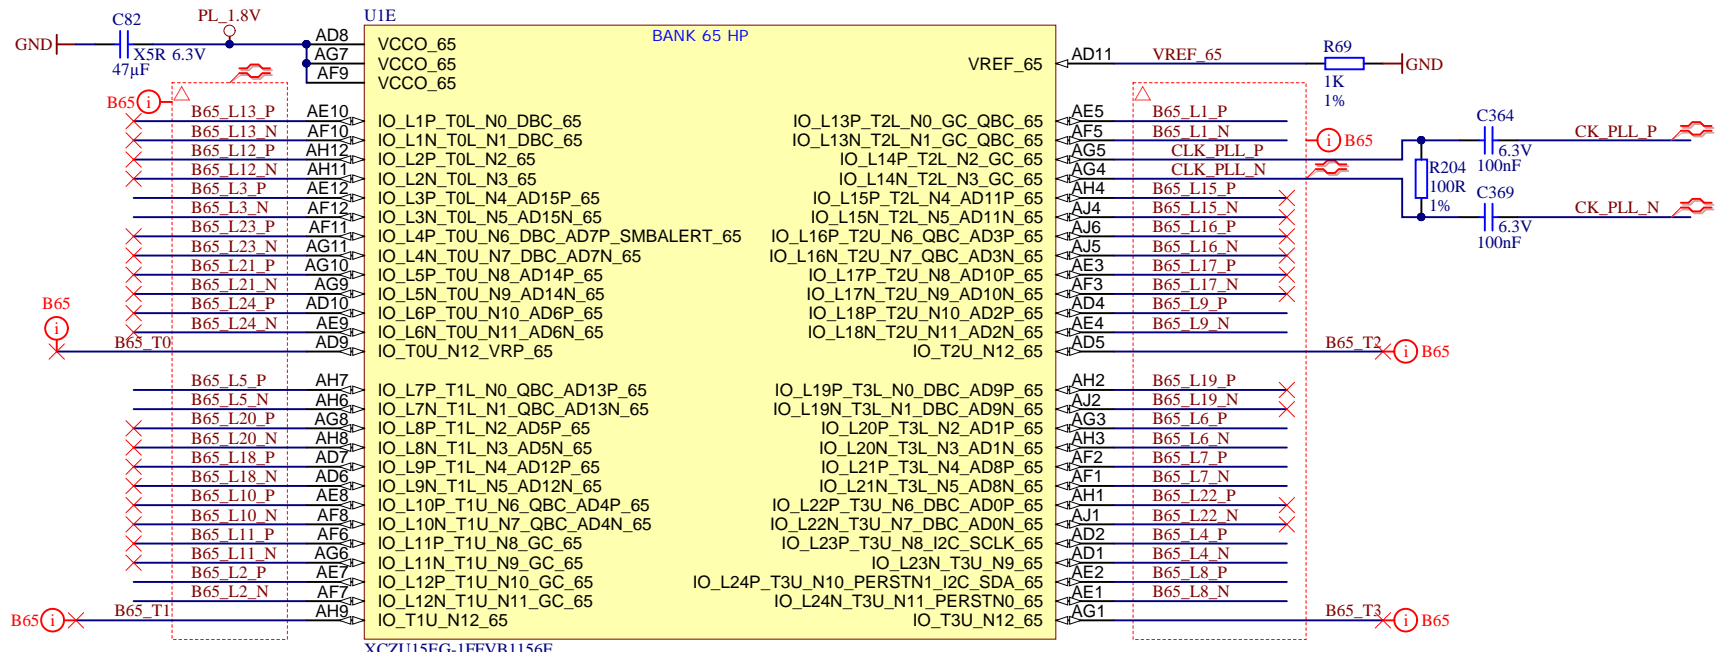 C82
PL_1.8V
U1E
GND
X5R 6.3V
47µF
BANK 65 HP
AD8 VCCO_65
AG7 VCCO_65
AF9 VCCO_65
VREF_65 AD11 VREF_65
R69
1K
1%
GND
B65 i
B65_L13_P AE10 IO_L1P_T0L_N0_DBC_65
B65_L13_N AF10 IO_L1N_T0L_N1_DBC_65
B65_L12_P AH12 IO_L2P_T0L_N2_65
B65_L12_N AH11 IO_L2N_T0L_N3_65
B65_L3_P AE12 IO_L3P_T0L_N4_AD15P_65
B65_L3_N AF12 IO_L3N_T0L_N5_AD15N_65
B65_L23_P AF11 IO_L4P_T0U_N6_DBC_AD7P_SMBALERT_65
B65_L23_N AG11 IO_L4N_T0U_N7_DBC_AD7N_65
B65_L21_P AG10 IO_L5P_T0U_N8_AD14P_65
B65_L21_N AG9 IO_L5N_T0U_N9_AD14N_65
B65_L24_P AD10 IO_L6P_T0U_N10_AD6P_65
B65_L24_N AE9 IO_L6N_T0U_N11_AD6N_65
B65
i
B65_T0 AD9 IO_T0U_N12_VRP_65
B65_L5_P AH7 IO_L7P_T1L_N0_QBC_AD13P_65
B65_L5_N AH6 IO_L7N_T1L_N1_QBC_AD13N_65
B65_L20_P AG8 IO_L8P_T1L_N2_AD5P_65
B65_L20_N AH8 IO_L8N_T1L_N3_AD5N_65
B65_L18_P AD7 IO_L9P_T1L_N4_AD12P_65
B65_L18_N AD6 IO_L9N_T1L_N5_AD12N_65
B65_L10_P AE8 IO_L10P_T1U_N6_QBC_AD4P_65
B65_L10_N AF8 IO_L10N_T1U_N7_QBC_AD4N_65
B65_L11_P AF6 IO_L11P_T1U_N8_GC_65
B65_L11_N AG6 IO_L11N_T1U_N9_GC_65
B65_L2_P AE7 IO_L12P_T1U_N10_GC_65
B65_L2_N AF7 IO_L12N_T1U_N11_GC_65
B65 i B65_T1 AH9 IO_T1U_N12_65
IO_L13P_T2L_N0_GC_QBC_65 AE5 B65_L1_P
IO_L13N_T2L_N1_GC_QBC_65 AF5 B65_L1_N
i B65
IO_L14P_T2L_N2_GC_65 AG5 CLK_PLL_P
IO_L14N_T2L_N3_GC_65 AG4 CLK_PLL_N
IO_L15P_T2L_N4_AD11P_65 AH4 B65_L15_P
IO_L15N_T2L_N5_AD11N_65 AJ4 B65_L15_N
IO_L16P_T2U_N6_QBC_AD3P_65 AJ6 B65_L16_P
IO_L16N_T2U_N7_QBC_AD3N_65 AJ5 B65_L16_N
IO_L17P_T2U_N8_AD10P_65 AE3 B65_L17_P
IO_L17N_T2U_N9_AD10N_65 AF3 B65_L17_N
IO_L18P_T2U_N10_AD2P_65 AD4 B65_L9_P
IO_L18N_T2U_N11_AD2N_65 AE4 B65_L9_N
IO_T2U_N12_65 AD5 B65_T2 i B65
IO_L19P_T3L_N0_DBC_AD9P_65 AH2 B65_L19_P
IO_L19N_T3L_N1_DBC_AD9N_65 AJ2 B65_L19_N
IO_L20P_T3L_N2_AD1P_65 AG3 B65_L6_P
IO_L20N_T3L_N3_AD1N_65 AH3 B65_L6_N
IO_L21P_T3L_N4_AD8P_65 AF2 B65_L7_P
IO_L21N_T3L_N5_AD8N_65 AF1 B65_L7_N
IO_L22P_T3U_N6_DBC_AD0P_65 AH1 B65_L22_P
IO_L22N_T3U_N7_DBC_AD0N_65 AJ1 B65_L22_N
IO_L23P_T3U_N8_I2C_SCLK_65 AD2 B65_L4_P
IO_L23N_T3U_N9_65 AD1 B65_L4_N
IO_L24P_T3U_N10_PERSTN1_I2C_SDA_65 AE2 B65_L8_P
IO_L24N_T3U_N11_PERSTN0_65 AE1 B65_L8_N
IO_T3U_N12_65 AG1 B65_T3 i B65
C364
6.3V
100nF
CK_PLL_P
R204
100R
1%
C369
6.3V
100nF
CK_PLL_N
XCZU15EG-1FFVB1156E